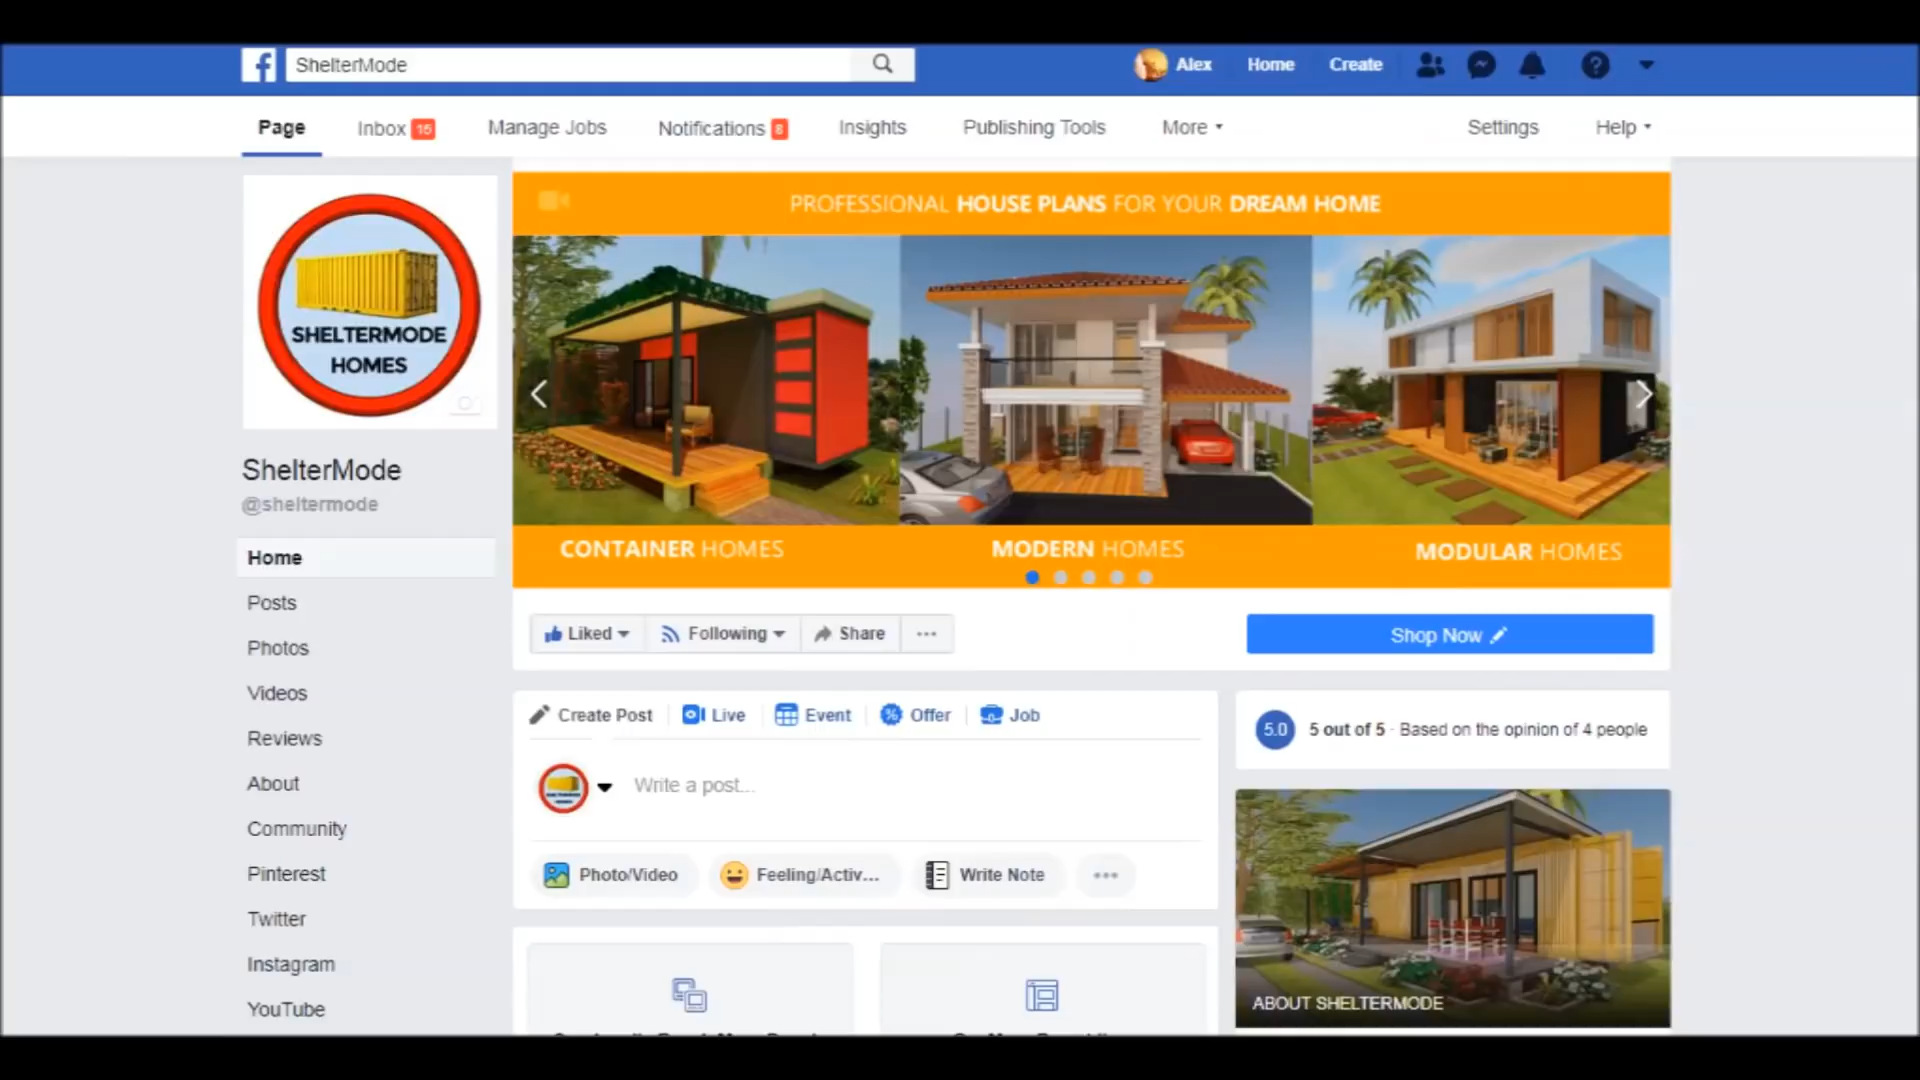 ShelterMode
Alex
Home
Create
Page
Inbox 15
Manage Jobs
Notifications 8
Insights
Publishing Tools
More
Settings
Help
PROFESSIONAL HOUSE PLANS FOR YOUR DREAM HOME
SHELTERMODE
HOMES
CONTAINER HOMES
MODERN HOMES
MODULAR HOMES
ShelterMode
@sheltermode
Home
Posts
Photos
Videos
Reviews
About
Community
Pinterest
Twitter
Instagram
YouTube
Liked
Following
Share
Shop Now
Create Post
Live
Event
Offer
Job
Write a post...
Photo/Video
Feeling/Activ...
Write Note
5.0
5 out of 5 · Based on the opinion of 4 people
ABOUT SHELTERMODE